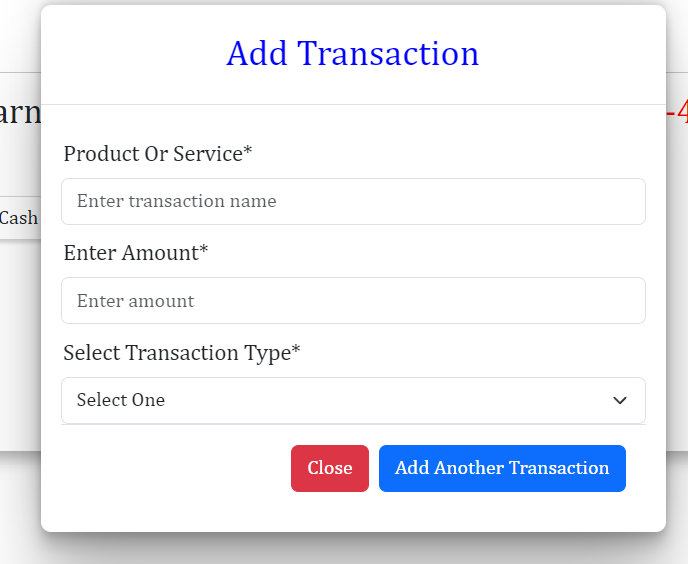 Add Transaction
arn
-4
Product Or Service*
Enter transaction name
Cash
Enter Amount*
Enter amount
Select Transaction Type*
Select One
Close
Add Another Transaction